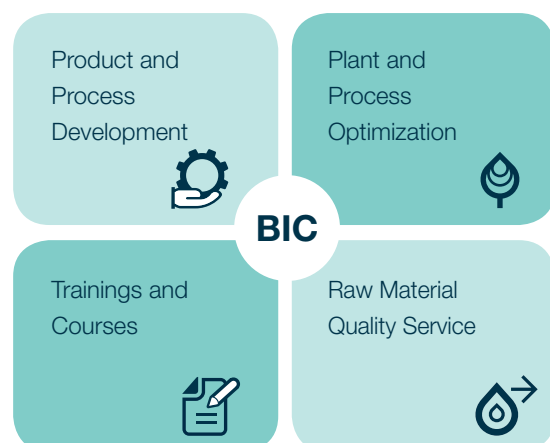 Product and
Process
Development
Plant and
Process
Optimization
BIC
Trainings and
Courses
Raw Material
Quality Service